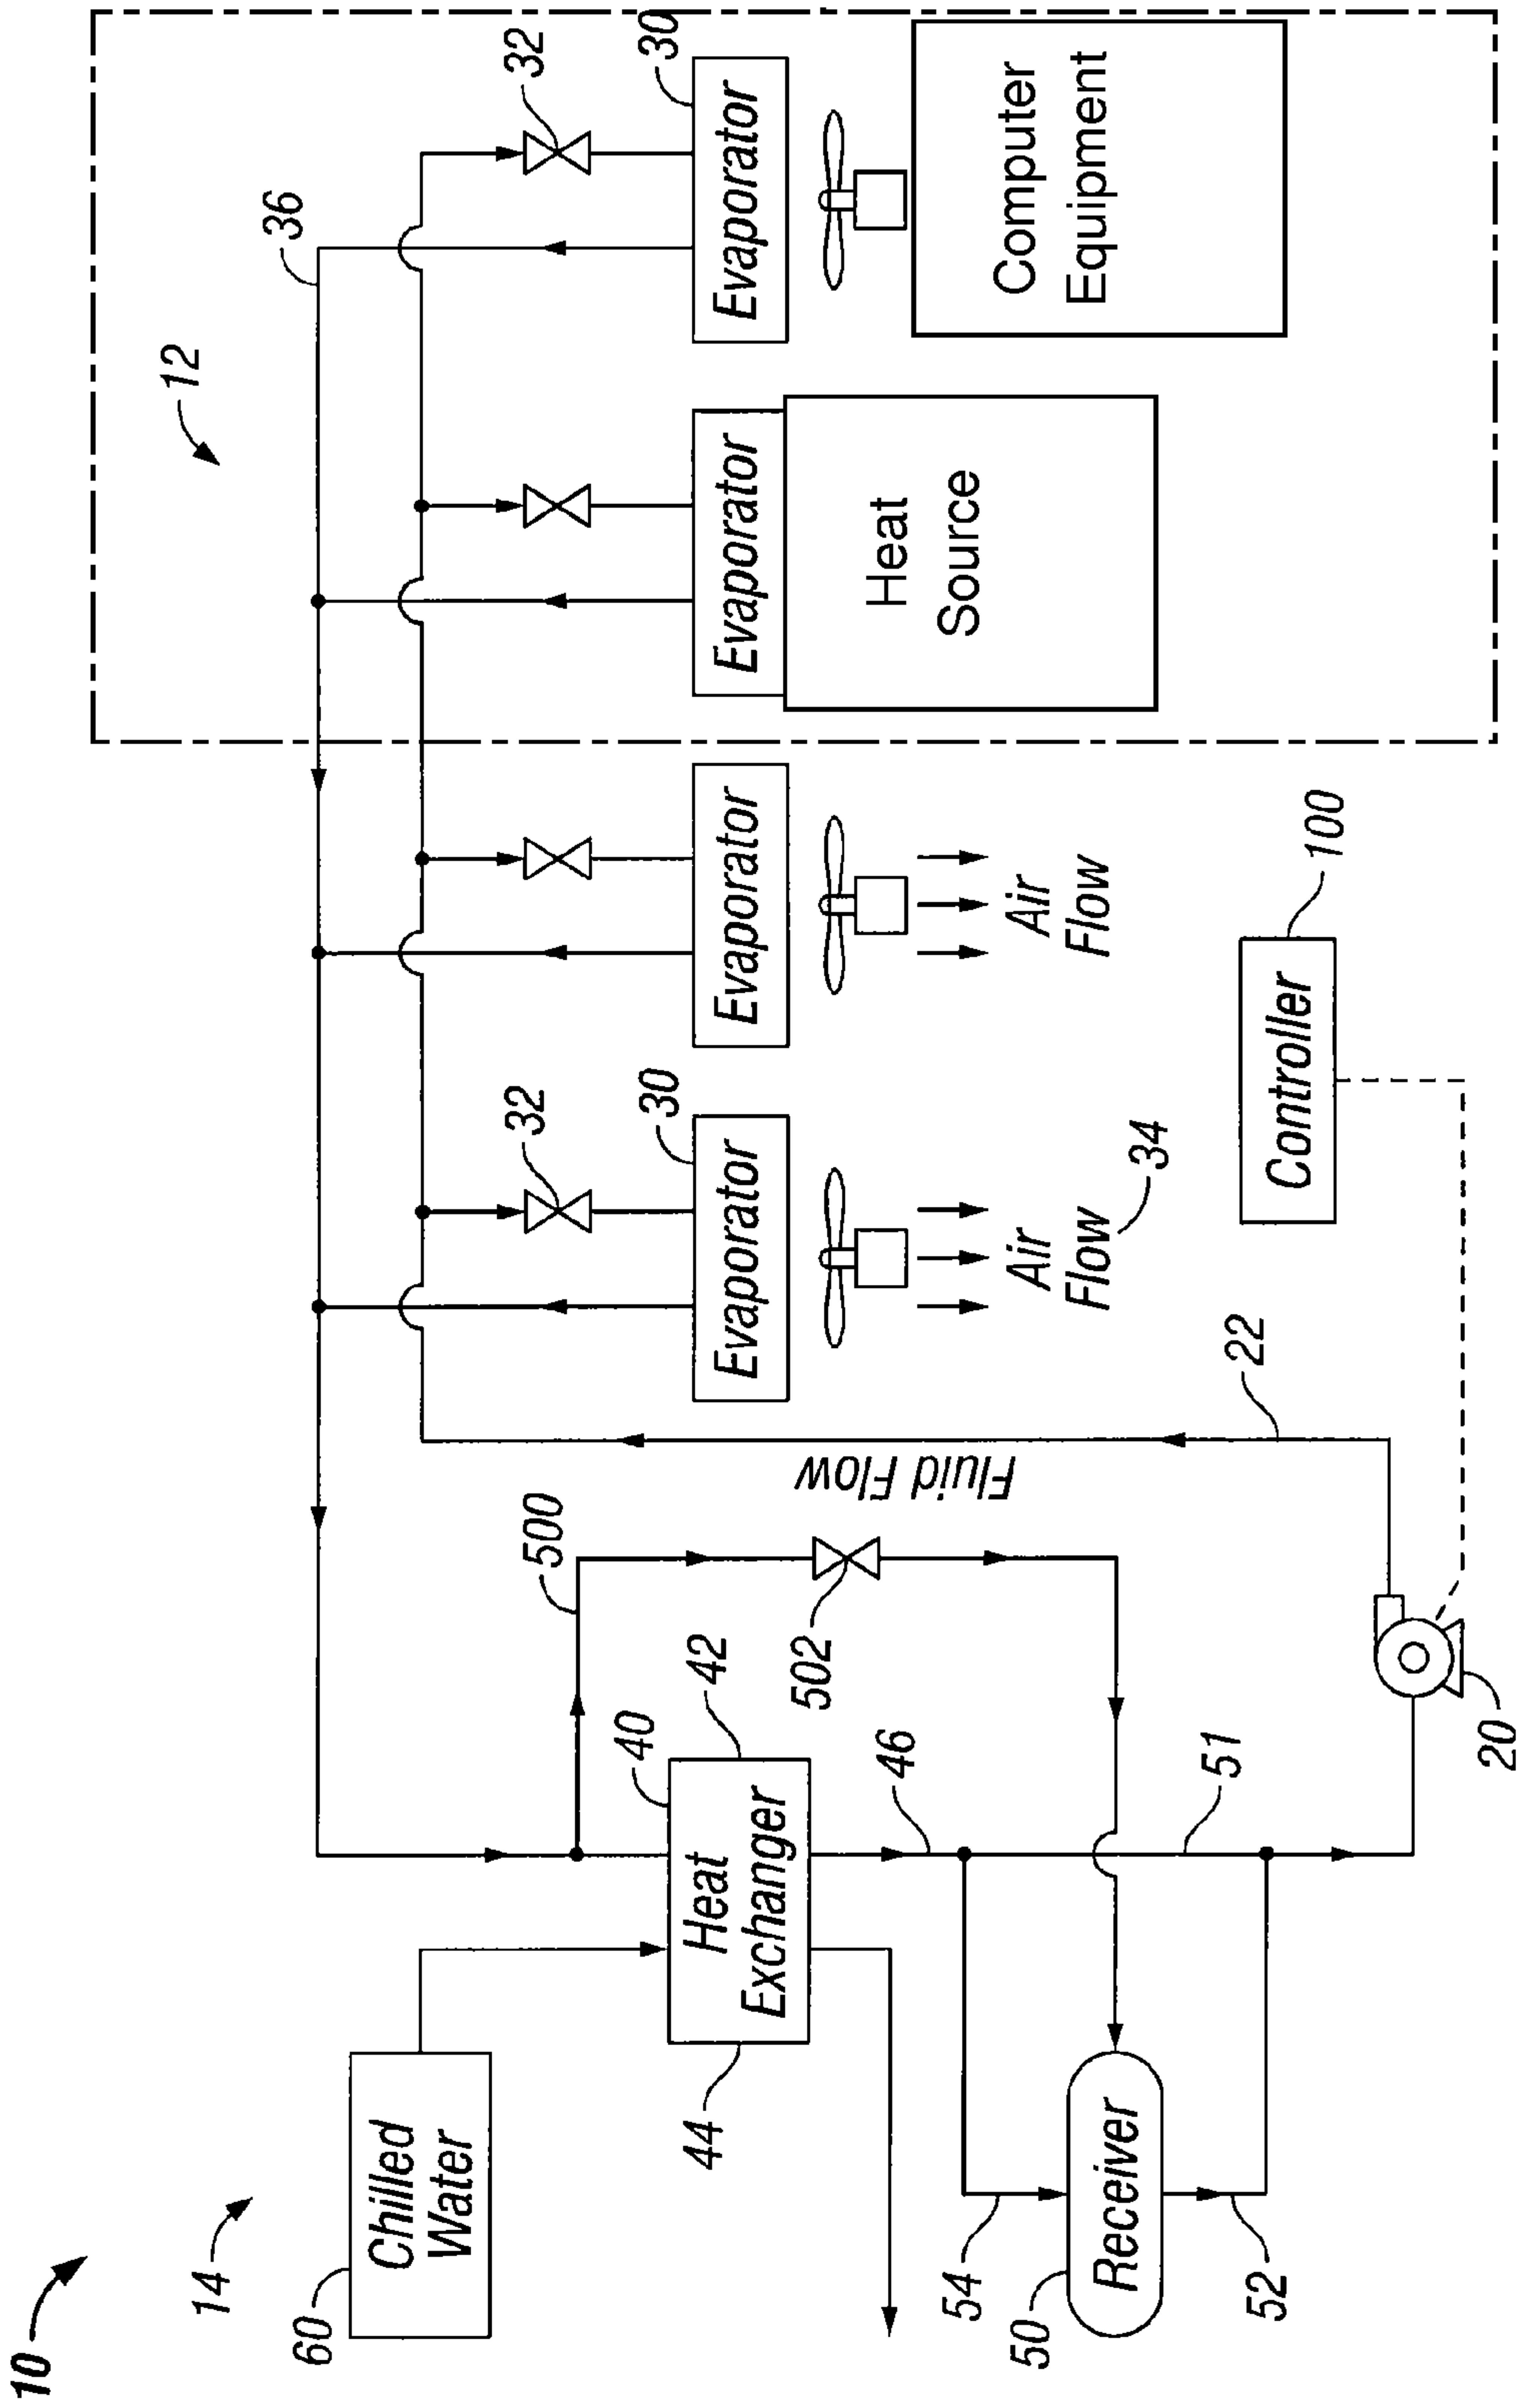 10
14
12
36
60
Chilled
Water
500
32
32
44
40
42
30
30
Heat
Exchanger
502
Fluid Flow
Evaporator
Evaporator
Evaporator
Evaporator
46
54
51
22
Air
Flow
34
Air
Flow
Heat
Source
Computer
Equipment
50
Receiver
52
20
Controller
100